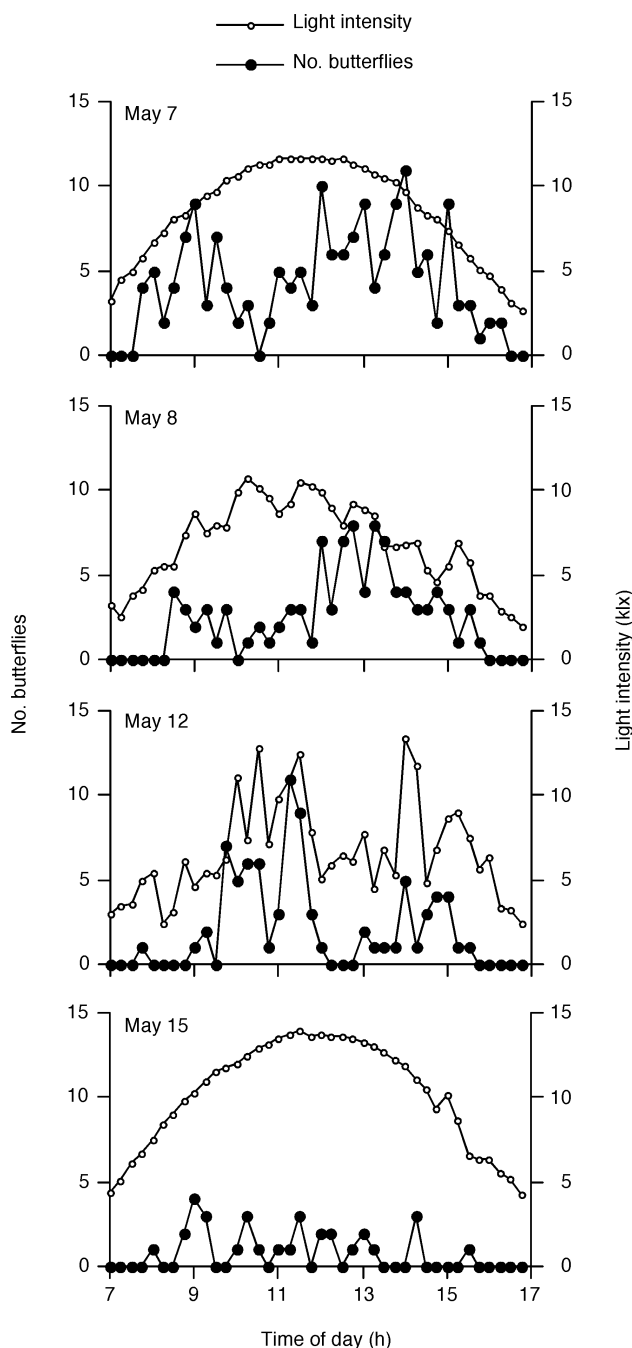 Light intensity
No. butterflies
15 15
May 7
10 10
5 5
0 0
15 15
May 8
10 10
5 5
0 0
No. butterflies
Light intensity (klx)
15 15
May 12
10 10
5 5
0 0
15 15
May 15
10 10
5 5
0 0
7 9 11 13 15 17
Time of day (h)